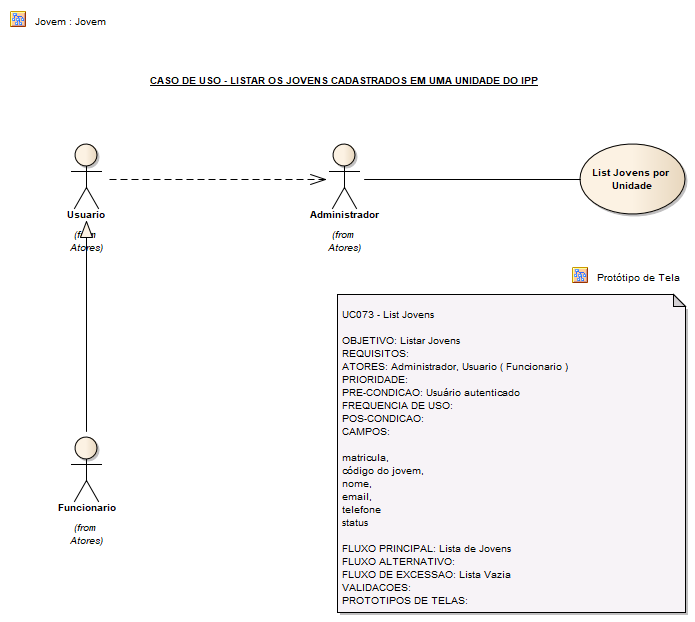 Jovem : Jovem
CASO DE USO - LISTAR OS JOVENS CADASTRADOS EM UMA UNIDADE DO IPP
Usuario
(from
Atores)
Administrador
(from
Atores)
List Jovens por
Unidade
Protótipo de Tela
UC073 - List Jovens
OBJETIVO: Listar Jovens
REQUISITOS:
ATORES: Administrador, Usuario ( Funcionario )
PRIORIDADE:
PRE-CONDICAO: Usuário autenticado
FREQUENCIA DE USO:
POS-CONDICAO:
CAMPOS:
matricula,
código do jovem,
nome,
email,
telefone
status
FLUXO PRINCIPAL: Lista de Jovens
FLUXO ALTERNATIVO:
FLUXO DE EXCESSAO: Lista Vazia
VALIDACOES:
PROTOTIPOS DE TELAS:
Funcionario
(from
Atores)